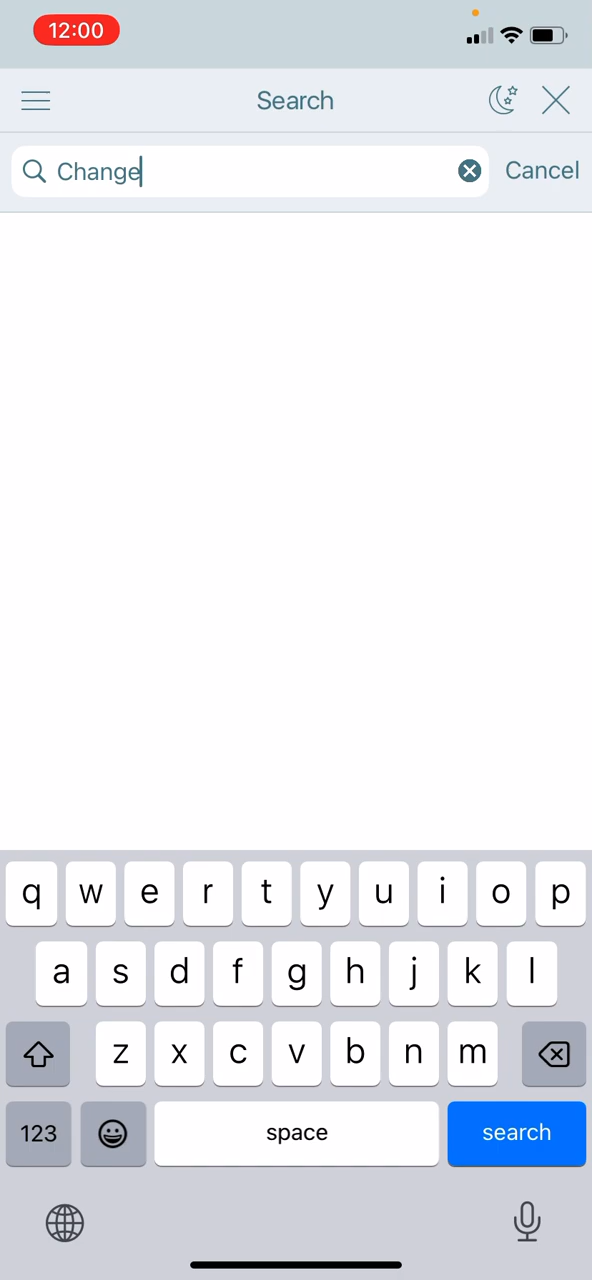 12:00
Search
Change
Cancel
q w e r t y u i o p
a s d f g h j k l
z x c v b n m
123 space search